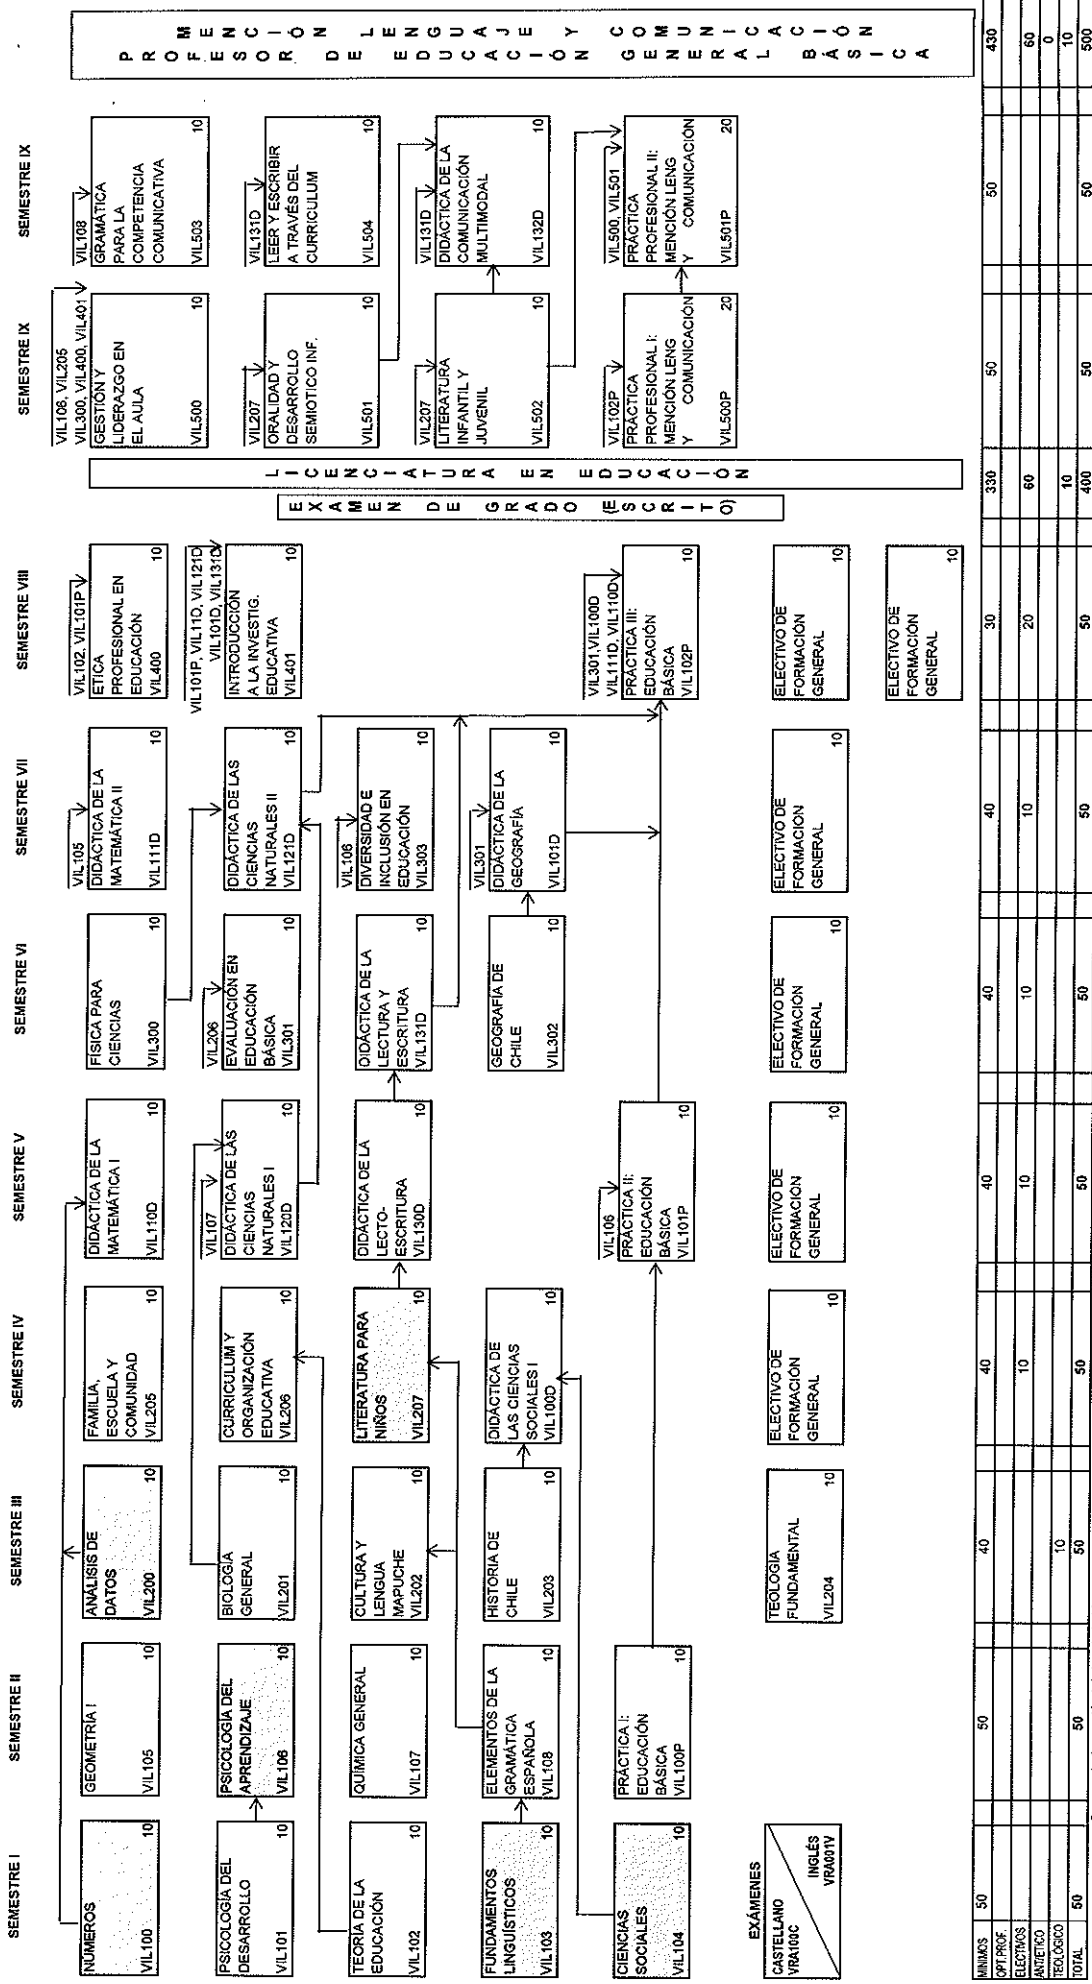 SEMESTRE I
NÚMEROS
VIL100 10
PSICOLOGÍA DEL
DESARROLLO
VIL101 10
TEORÍA DE LA
EDUCACIÓN
VIL102 10
FUNDAMENTOS
LINGUÍSTICOS
VIL103 10
CIENCIAS
SOCIALES
VIL104 10
EXÁMENES
CASTELLANO
VRA100C
INGLÉS
VRA001V
SEMESTRE II
GEOMETRÍA I
VIL105 10
PSICOLOGÍA DEL
APRENDIZAJE
VIL106 10
QUÍMICA GENERAL
VIL107 10
ELEMENTOS DE LA
GRAMÁTICA
ESPAÑOLA
VIL108 10
PRÁCTICA I:
EDUCACIÓN
BÁSICA
VIL100P 10
SEMESTRE III
ANÁLISIS DE
DATOS
VIL200 10
BIOLOGÍA
GENERAL
VIL201 10
CULTURA Y
LENGUA
MAPUCHE
VIL202 10
HISTORIA DE
CHILE
VIL203 10
TEOLOGIA
FUNDAMENTAL
VIL204 10
SEMESTRE IV
FAMILIA,
ESCUELA Y
COMUNIDAD
VIL205 10
CURRICULUM Y
ORGANIZACIÓN
EDUCATIVA
VIL206 10
LITERATURA PARA
NIÑOS
VIL207 10
DIDÁCTICA DE
LAS CIENCIAS
SOCIALES I
VIL100D 10
ELECTIVO DE
FORMACIÓN
GENERAL 10
SEMESTRE V
DIDÁCTICA DE LA
MATEMÁTICA I
VIL110D 10
VIL107
DIDÁCTICA DE LAS
CIENCIAS
NATURALES I
VIL120D 10
DIDÁCTICA DE LA
LECTO-
ESCRITURA
VIL130D 10
VIL106
PRÁCTICA II:
EDUCACIÓN
BÁSICA
VIL101P 10
ELECTIVO DE
FORMACIÓN
GENERAL 10
SEMESTRE VI
FÍSICA PARA
CIENCIAS
VIL300 10
VIL206
EVALUACIÓN EN
EDUCACIÓN
BÁSICA
VIL301 10
DIDÁCTICA DE LA
LECTURA Y
ESCRITURA
VIL131D 10
GEOGRAFÍA DE
CHILE
VIL302 10
ELECTIVO DE
FORMACION
GENERAL 10
SEMESTRE VII
VIL105
DIDÁCTICA DE LA
MATEMÁTICA II
VIL111D 10
DIDÁCTICA DE LAS
CIENCIAS
NATURALES II
VIL121D 10
VIL106
DIVERSIDAD E
INCLUSIÓN EN
EDUCACIÓN
VIL303 10
VIL301
DIDÁCTICA DE LA
GEOGRAFÍA
VIL101D 10
ELECTIVO DE
FORMACION
GENERAL 10
SEMESTRE VIII
VIL102, VIL101P
ETICA
PROFESIONAL EN
EDUCACIÓN
VIL400 10
VIL101P, VIL11D, VIL121D
VIL101D, VIL131D
INTRODUCCIÓN
A LA INVESTIG.
EDUCATIVA
VIL401 10
VIL301,VIL100D
VIL111D, VIL110D
PRÁCTICA III:
EDUCACIÓN
BÁSICA
VIL102P 10
ELECTIVO DE
FORMACIÓN
GENERAL 10
ELECTIVO DE
FORMACIÓN
GENERAL 10
EXAMEN DE GRADO (ESCRITO)
LICENCIATURA EN EDUCACIÓN
SEMESTRE IX
VIL106, VIL205
VIL300, VIL400, VIL401
GESTIÓN Y
LIDERAZGO EN
EL AULA
VIL500 10
VIL207
ORALIDAD Y
DESARROLLO
SEMIOTICO INF.
VIL501 10
VIL207
LITERATURA
INFANTIL Y
JUVENIL
VIL502 10
VIL102P
PRÁCTICA
PROFESIONAL I:
MENCIÓN LENG
Y COMUNICACIÓN
VIL500P 20
SEMESTRE IX
VIL108
GRAMÁTICA
PARA LA
COMPETENCIA
COMUNICATIVA
VIL503 10
VIL131D
LEER Y ESCRIBIR
A TRAVÉS DEL
CURRICULUM
VIL504 10
VIL131D
DIDÁCTICA DE LA
COMUNICACIÓN
MULTIMODAL
VIL132D 10
VIL500, VIL501
PRÁCTICA
PROFESIONAL II:
MENCIÓN LENG
Y COMUNICACIÓN
VIL501P 20
PROFESOR DE EDUCACIÓN GENERAL BÁSICA
MENCIÓN LENGUAJE Y COMUNICACIÓN
MINIMOS 50 50 40 40 40 40 40 30 330 50 50 430
OPT.PROF.
ELECTIVOS 10 10 10 10 20 60 60
ANT/ETICO 0
TEOLÓGICO 10 10 10
TOTAL 50 50 50 50 50 50 50 50 400 50 50 500